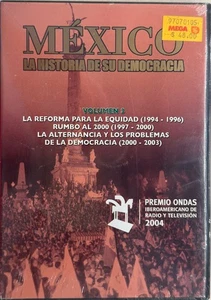 MÉXICO
LA HISTORIA DE SU DEMOCRACIA
VOLUMEN 3
LA REFORMA PARA LA EQUIDAD (1994 - 1996)
RUMBO AL 2000 (1997 - 2000)
LA ALTERNANCIA Y LOS PROBLEMAS
DE LA DEMOCRACIA (2000 - 2003)
PREMIO ONDAS
IBEROAMERICANO DE
RADIO Y TELEVISIÓN
2004